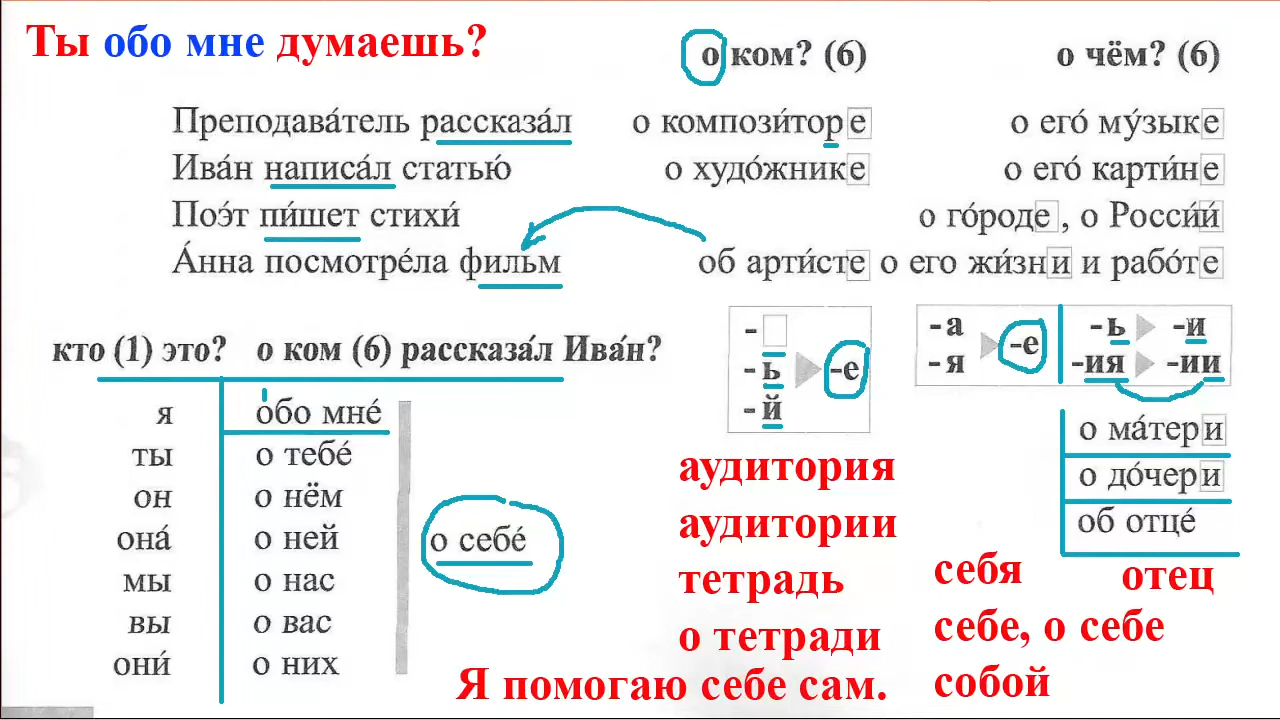 Ты обо мне думаешь?
о ком? (6) о чём? (6)
Преподава́тель рассказа́л о компози́торе о его́ му́зыке
Ива́н написа́л статью́ о худо́жнике о его́ карти́не
Поэ́т пи́шет стихи́ о го́роде, о Росси́и
А́нна посмотре́ла фильм об арти́сте о его жи́зни и рабо́те
-
-ь -е
-й
-а -е -ь -и
-я -ия -ии
кто (1) э́то? о ком (6) рассказа́л Ива́н?
я обо мне́
ты о тебе́
он о нём
она́ о ней
мы о нас
вы о вас
они́ о них
о себе́
о ма́тери
о до́чери
об отце́
аудитория
аудитории
тетрадь
о тетради
себя
себе, о себе
собой
отец
Я помогаю себе сам.